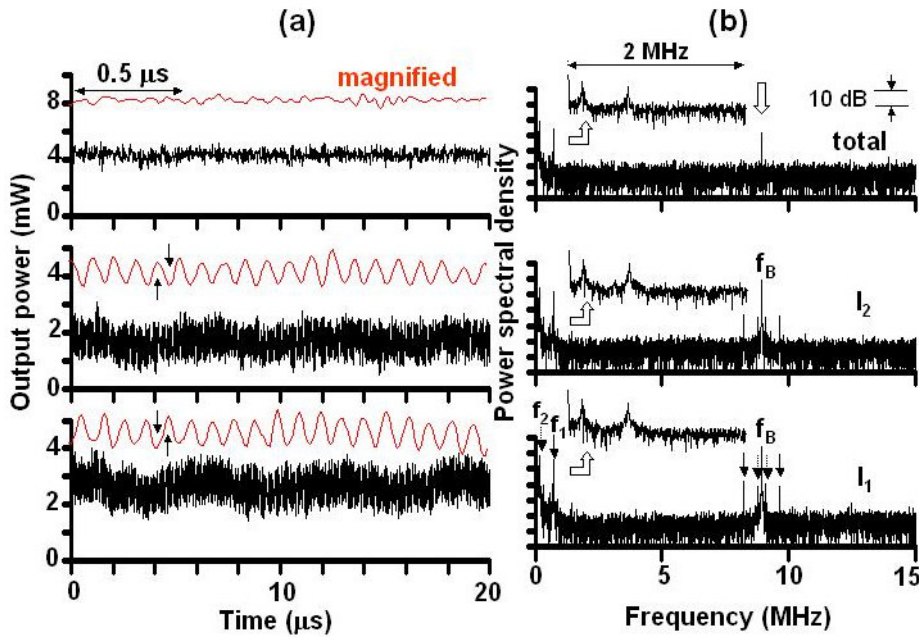 (a)
0.5 µs
magnified
8
4
0
4
2
0
4
2
0
0
10
20
Output power (mW)
Time (µs)
(b)
2 MHz
10 dB
total
f_B
I_2
f_2 f_1
f_B
I_1
0
5
10
15
Power spectral density
Frequency (MHz)